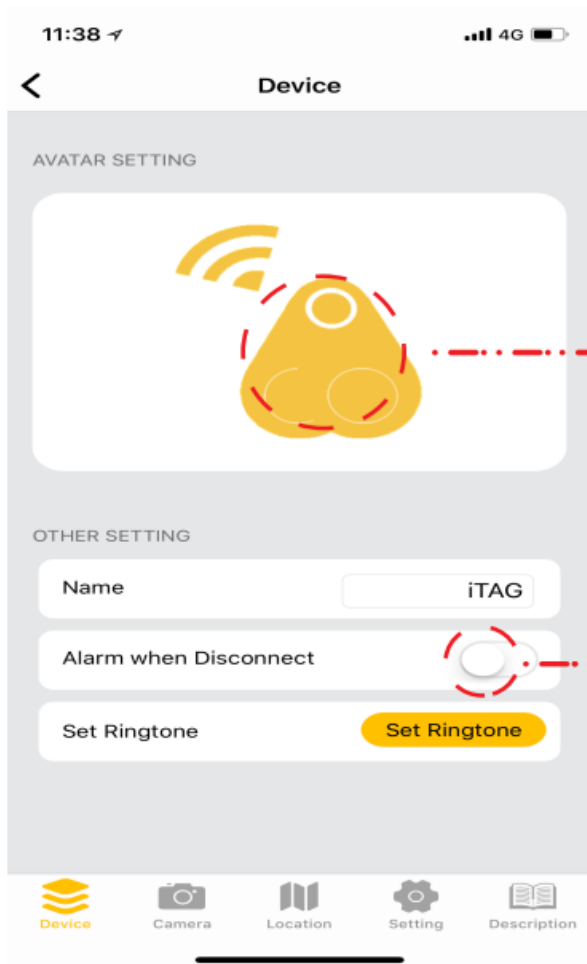 11:38
4G
Device
AVATAR SETTING
OTHER SETTING
Name iTAG
Alarm when Disconnect
Set Ringtone Set Ringtone
Device Camera Location Setting Description